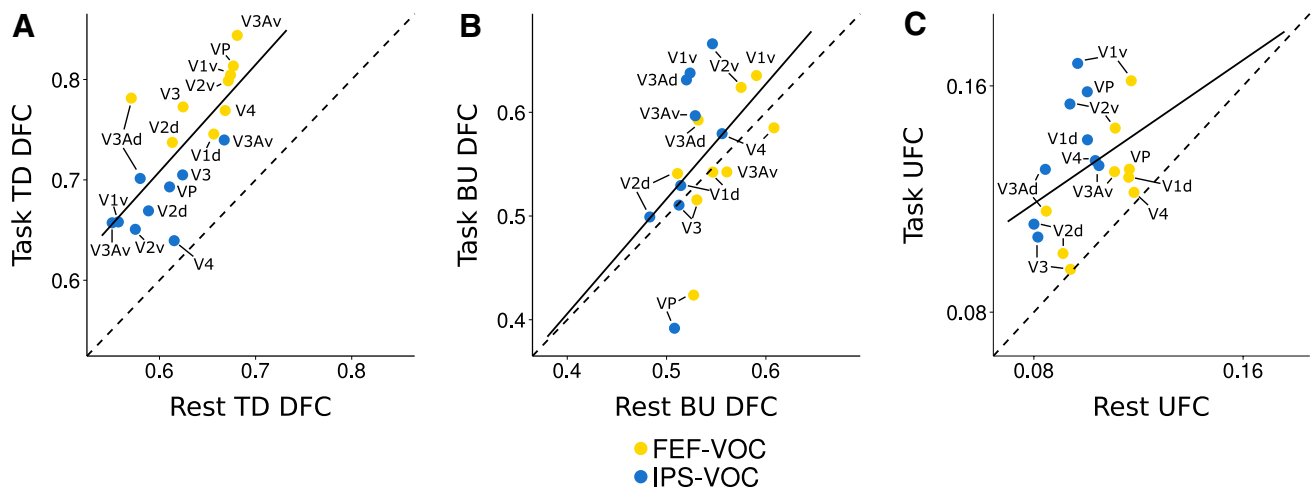 A
Task TD DFC
0.8
0.7
0.6
V3Av
VP
V1v
V2v
V3
V4
V3Ad
V2d
V1d
V3Av
V3
VP
V1v
V2d
V3Av
V2v
V4
0.6
0.7
0.8
Rest TD DFC
B
Task BU DFC
0.6
0.5
0.4
V1v
V2v
V1v
V3Ad
V3Av
V3Ad
V4
V2d
V1d
V3Av
V3
VP
0.4
0.5
0.6
Rest BU DFC
C
Task UFC
0.16
0.08
V1v
VP
V2v
V1d
V4
VP
V3Ad
V3Av
V1d
V4
V2d
V3
0.08
0.16
Rest UFC
FEF-VOC
IPS-VOC